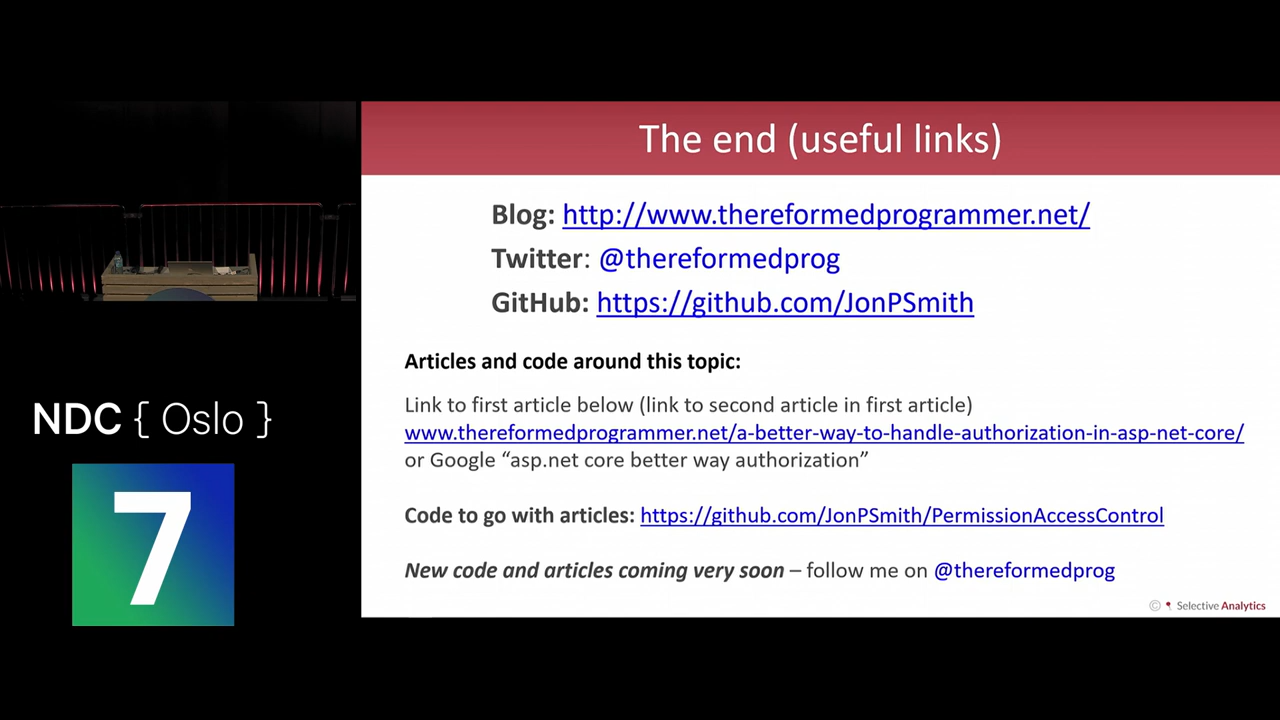 The end (useful links)
Blog: http://www.thereformedprogrammer.net/
Twitter: @thereformedprog
GitHub: https://github.com/JonPSmith
Articles and code around this topic:
Link to first article below (link to second article in first article)
www.thereformedprogrammer.net/a-better-way-to-handle-authorization-in-asp-net-core/
or Google “asp.net core better way authorization”
Code to go with articles: https://github.com/JonPSmith/PermissionAccessControl
New code and articles coming very soon – follow me on @thereformedprog
© Selective Analytics
NDC { Oslo }
7